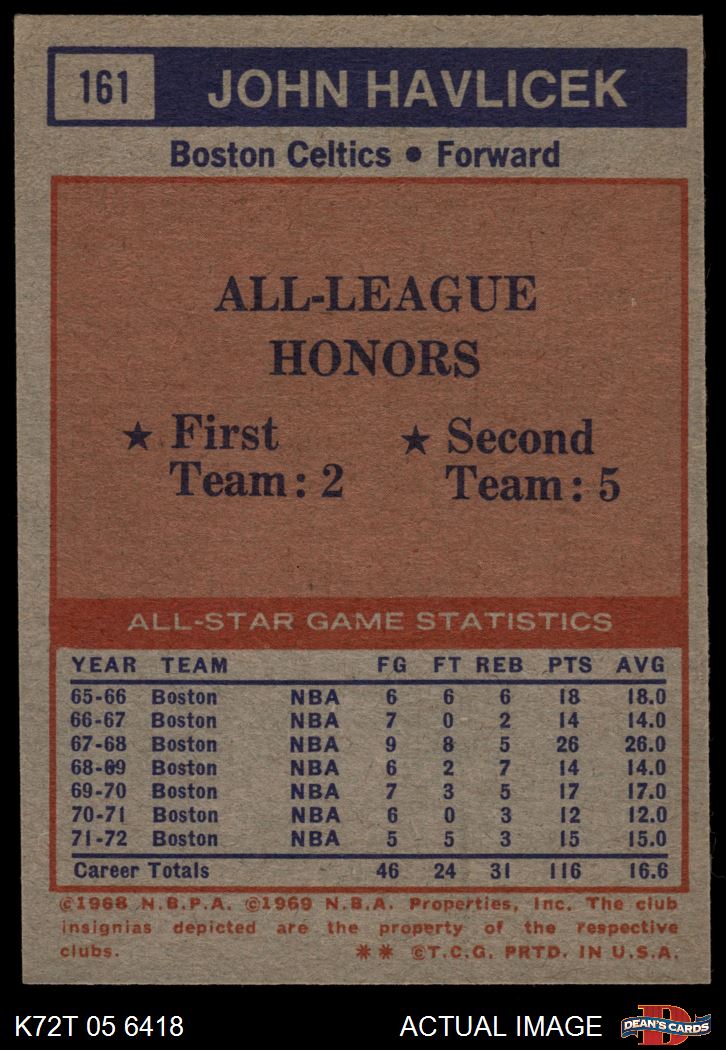 161 JOHN HAVLICEK
Boston Celtics • Forward
ALL-LEAGUE
HONORS
★ First Team: 2
★ Second Team: 5
ALL-STAR GAME STATISTICS
YEAR TEAM FG FT REB PTS AVG
65-66 Boston NBA 6 6 6 18 18.0
66-67 Boston NBA 7 0 2 14 14.0
67-68 Boston NBA 9 8 5 26 26.0
68-69 Boston NBA 6 2 7 14 14.0
69-70 Boston NBA 7 3 5 17 17.0
70-71 Boston NBA 6 0 3 12 12.0
71-72 Boston NBA 5 5 3 15 15.0
Career Totals 46 24 31 116 16.6
©1968 N.B.P.A. ©1969 N.B.A. Properties, Inc. The club
insignias depicted are the property of the respective
clubs. ** ©T.C.G. PRTD. IN U.S.A.
K72T 05 6418 ACTUAL IMAGE
D
DEAN'S CARDS